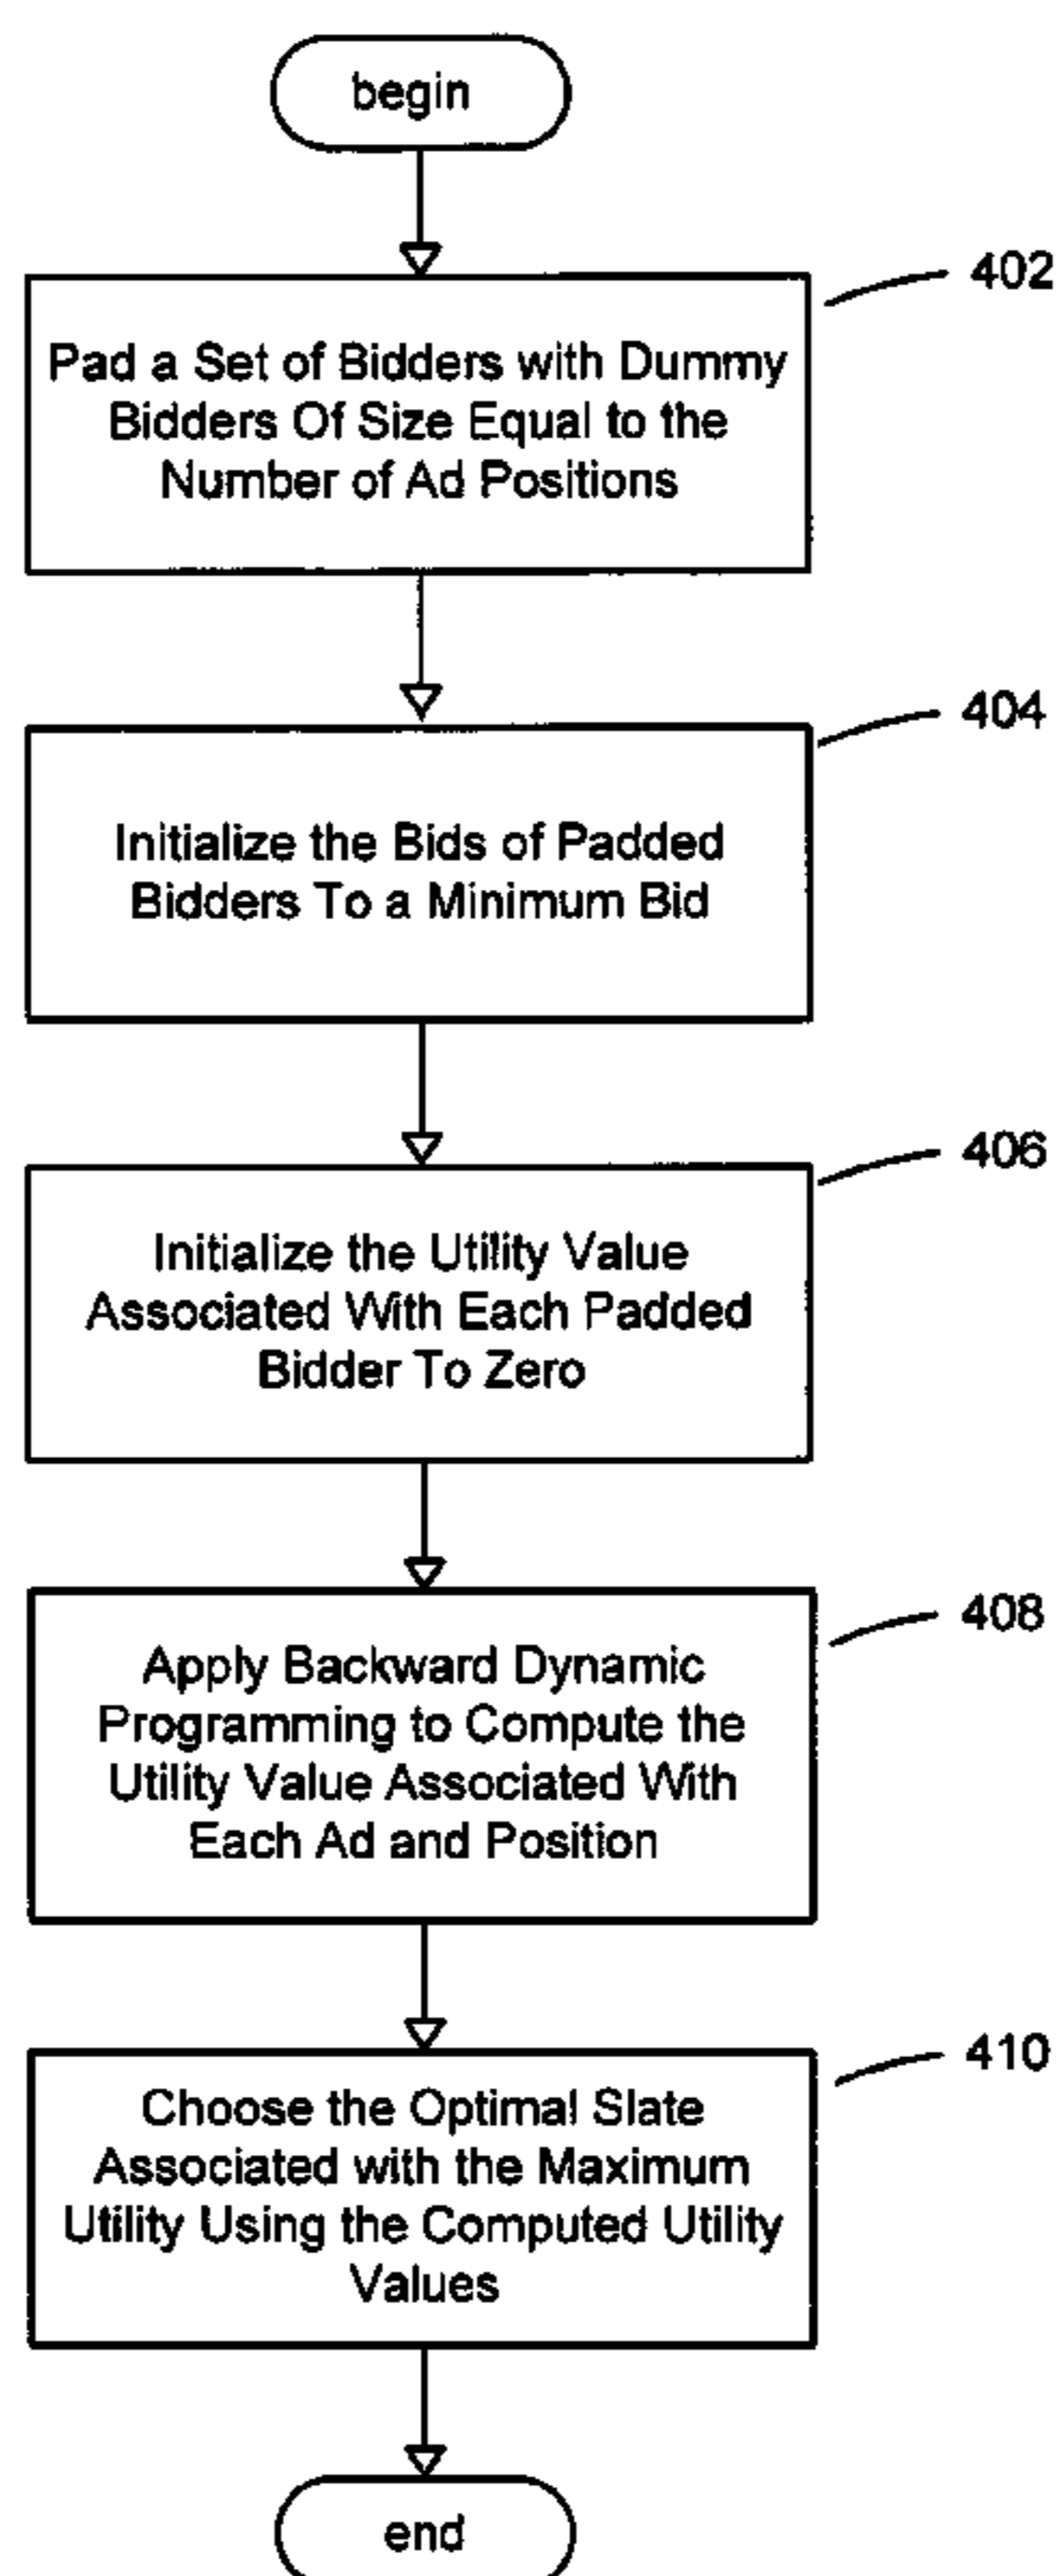 begin
402
Pad a Set of Bidders with Dummy
Bidders Of Size Equal to the
Number of Ad Positions
404
Initialize the Bids of Padded
Bidders To a Minimum Bid
406
Initialize the Utility Value
Associated With Each Padded
Bidder To Zero
408
Apply Backward Dynamic
Programming to Compute the
Utility Value Associated With
Each Ad and Position
410
Choose the Optimal Slate
Associated with the Maximum
Utility Using the Computed Utility
Values
end